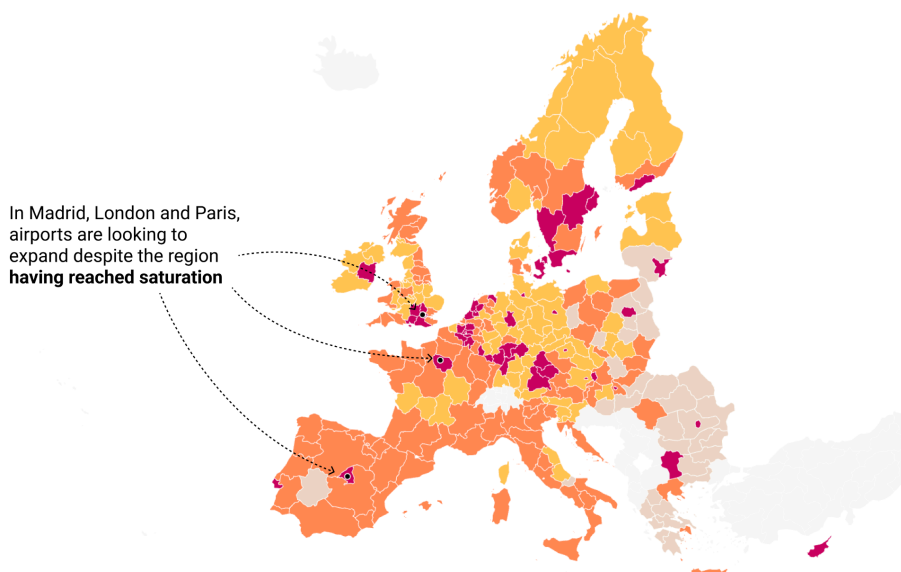 In Madrid, London and Paris,
airports are looking to
expand despite the region
having reached saturation